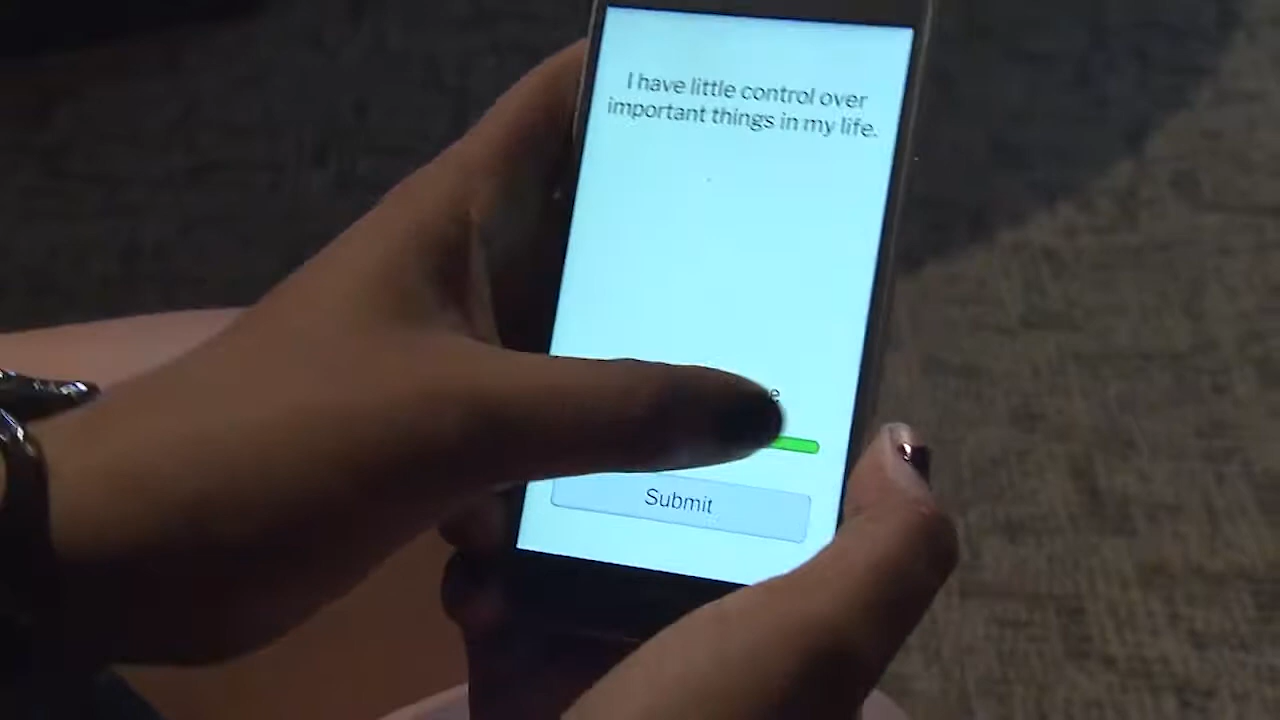 I have little control over
important things in my life.
Submit